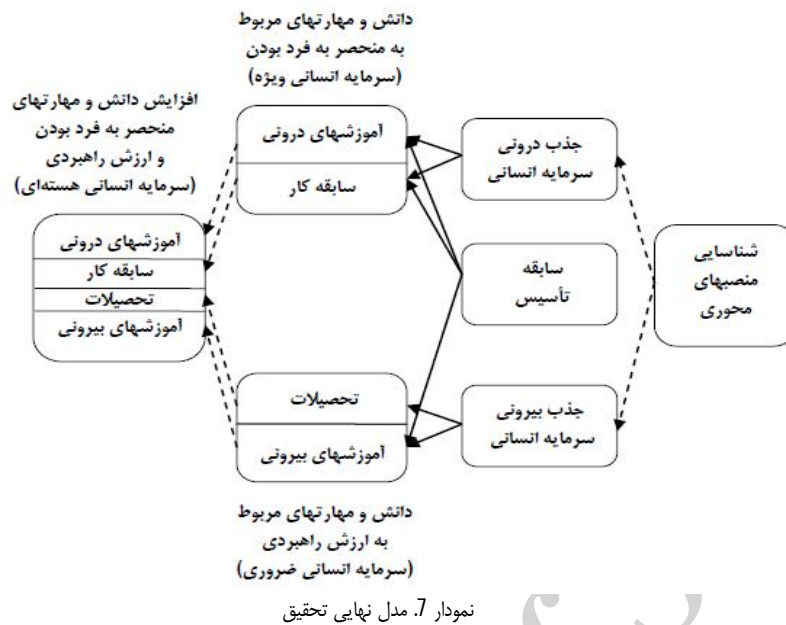 دانش و مهارتهای مربوط
به منحصر به فرد بودن
(سرمایه انسانی ویژه)
افزایش دانش و مهارتهای
منحصر به فرد بودن
و ارزش راهبردی
(سرمایه انسانی هسته‌ای)
شناسایی
منصبهای
محوری
جذب درونی
سرمایه انسانی
سابقه
تأسیس
جذب بیرونی
سرمایه انسانی
آموزشهای درونی
سابقه کار
تحصیلات
آموزشهای بیرونی
آموزشهای درونی
سابقه کار
تحصیلات
آموزشهای بیرونی
دانش و مهارتهای مربوط
به ارزش راهبردی
(سرمایه انسانی ضروری)
نمودار 7. مدل نهایی تحقیق